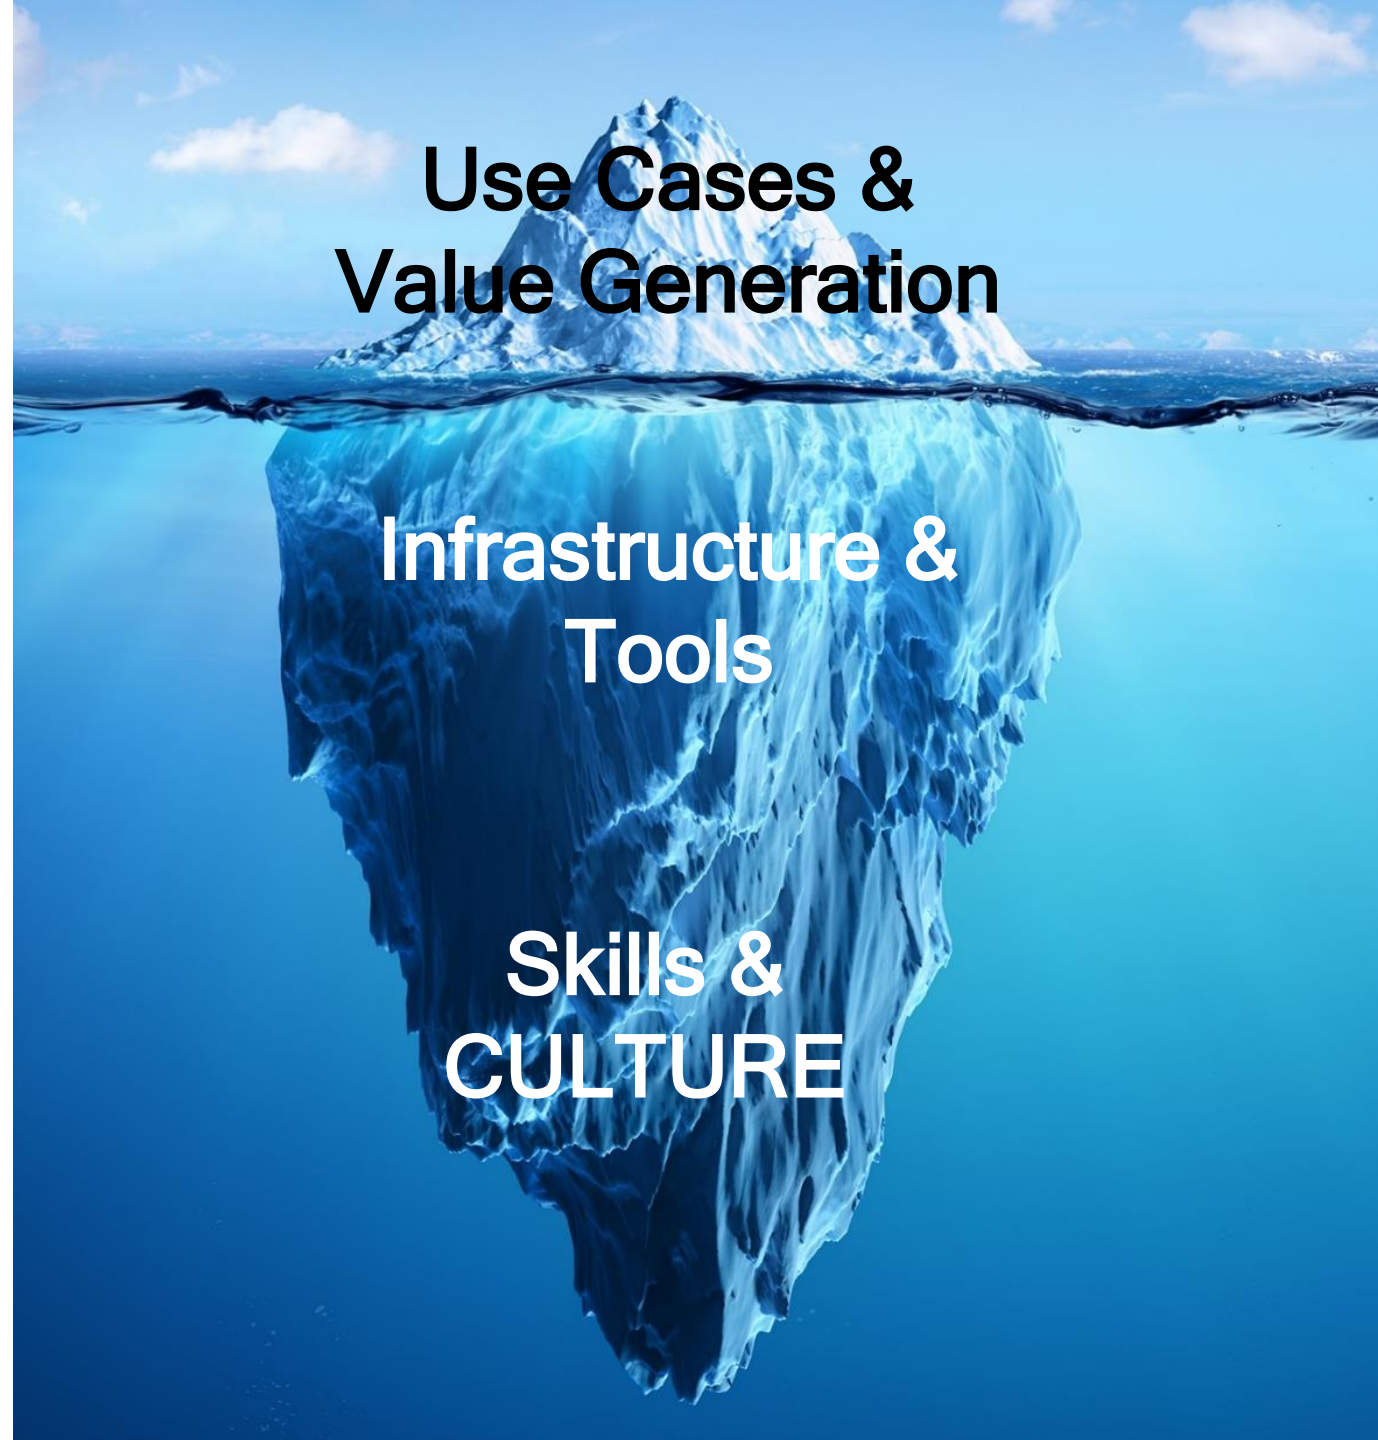 Use Cases &
Value Generation
Infrastructure &
Tools
Skills &
CULTURE